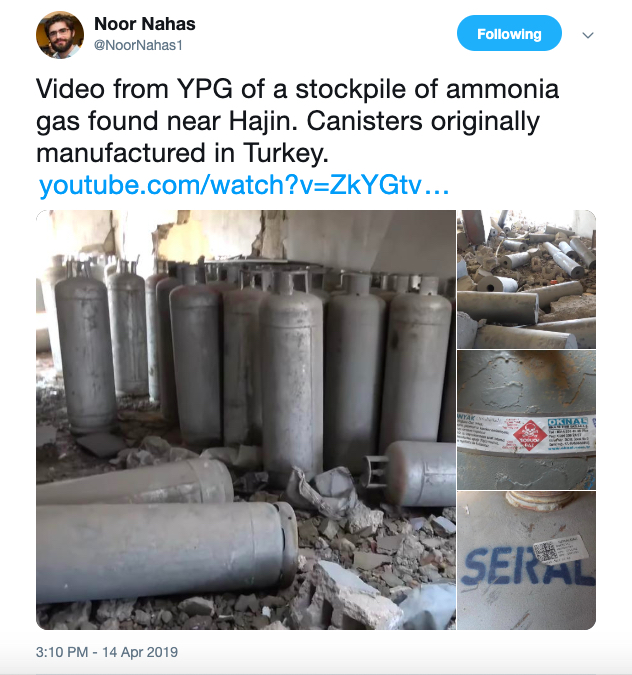 Noor Nahas
@NoorNahas1
Following
Video from YPG of a stockpile of ammonia
gas found near Hajin. Canisters originally
manufactured in Turkey.
youtube.com/watch?v=ZkYGtv…
OKNAL
SERAL
3:10 PM - 14 Apr 2019